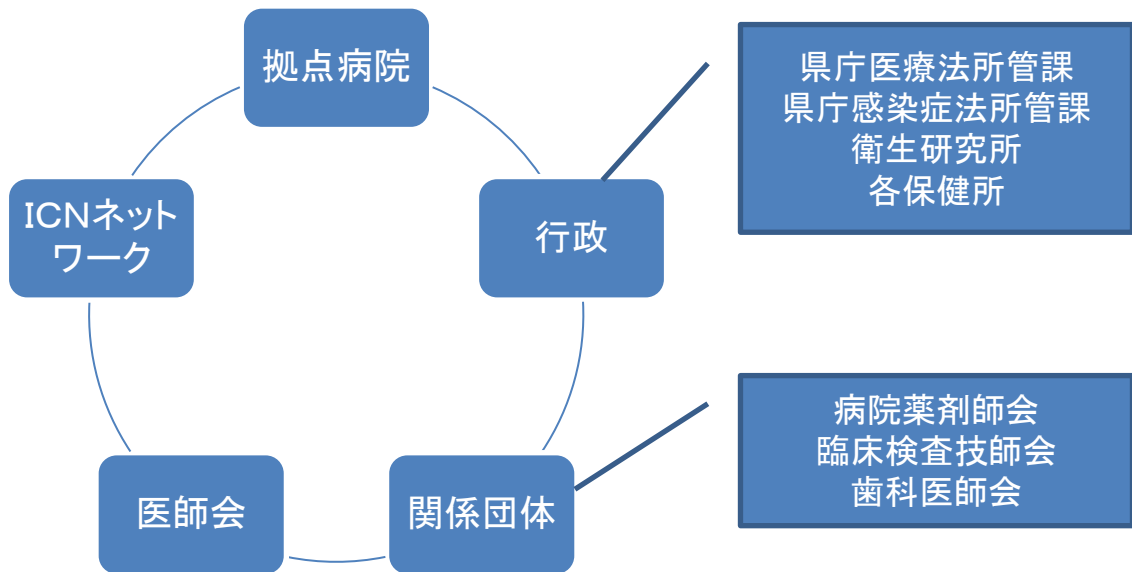 拠点病院
県庁医療法所管課
県庁感染症法所管課
衛生研究所
各保健所
ICNネット
ワーク
行政
病院薬剤師会
臨床検査技師会
歯科医師会
医師会
関係団体